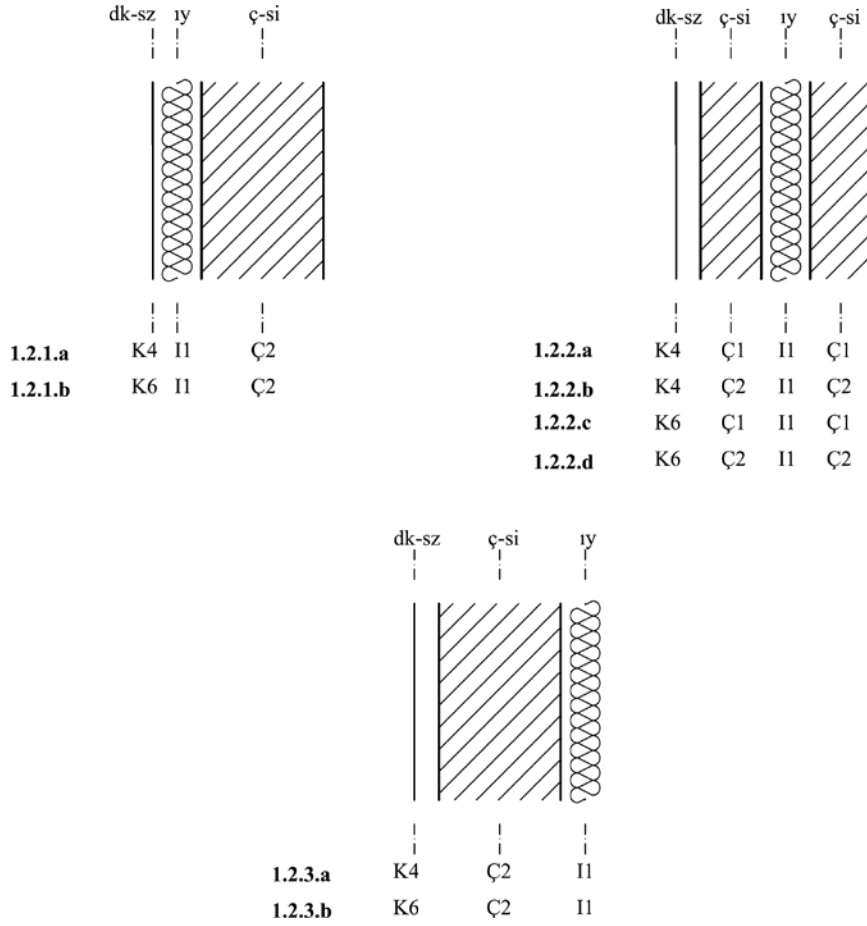 dk-sz ıy ç-si
1.2.1.a K4 I1 Ç2
1.2.1.b K6 I1 Ç2
dk-sz ç-si ıy ç-si
1.2.2.a K4 Ç1 I1 Ç1
1.2.2.b K4 Ç2 I1 Ç2
1.2.2.c K6 Ç1 I1 Ç1
1.2.2.d K6 Ç2 I1 Ç2
dk-sz ç-si ıy
1.2.3.a K4 Ç2 I1
1.2.3.b K6 Ç2 I1